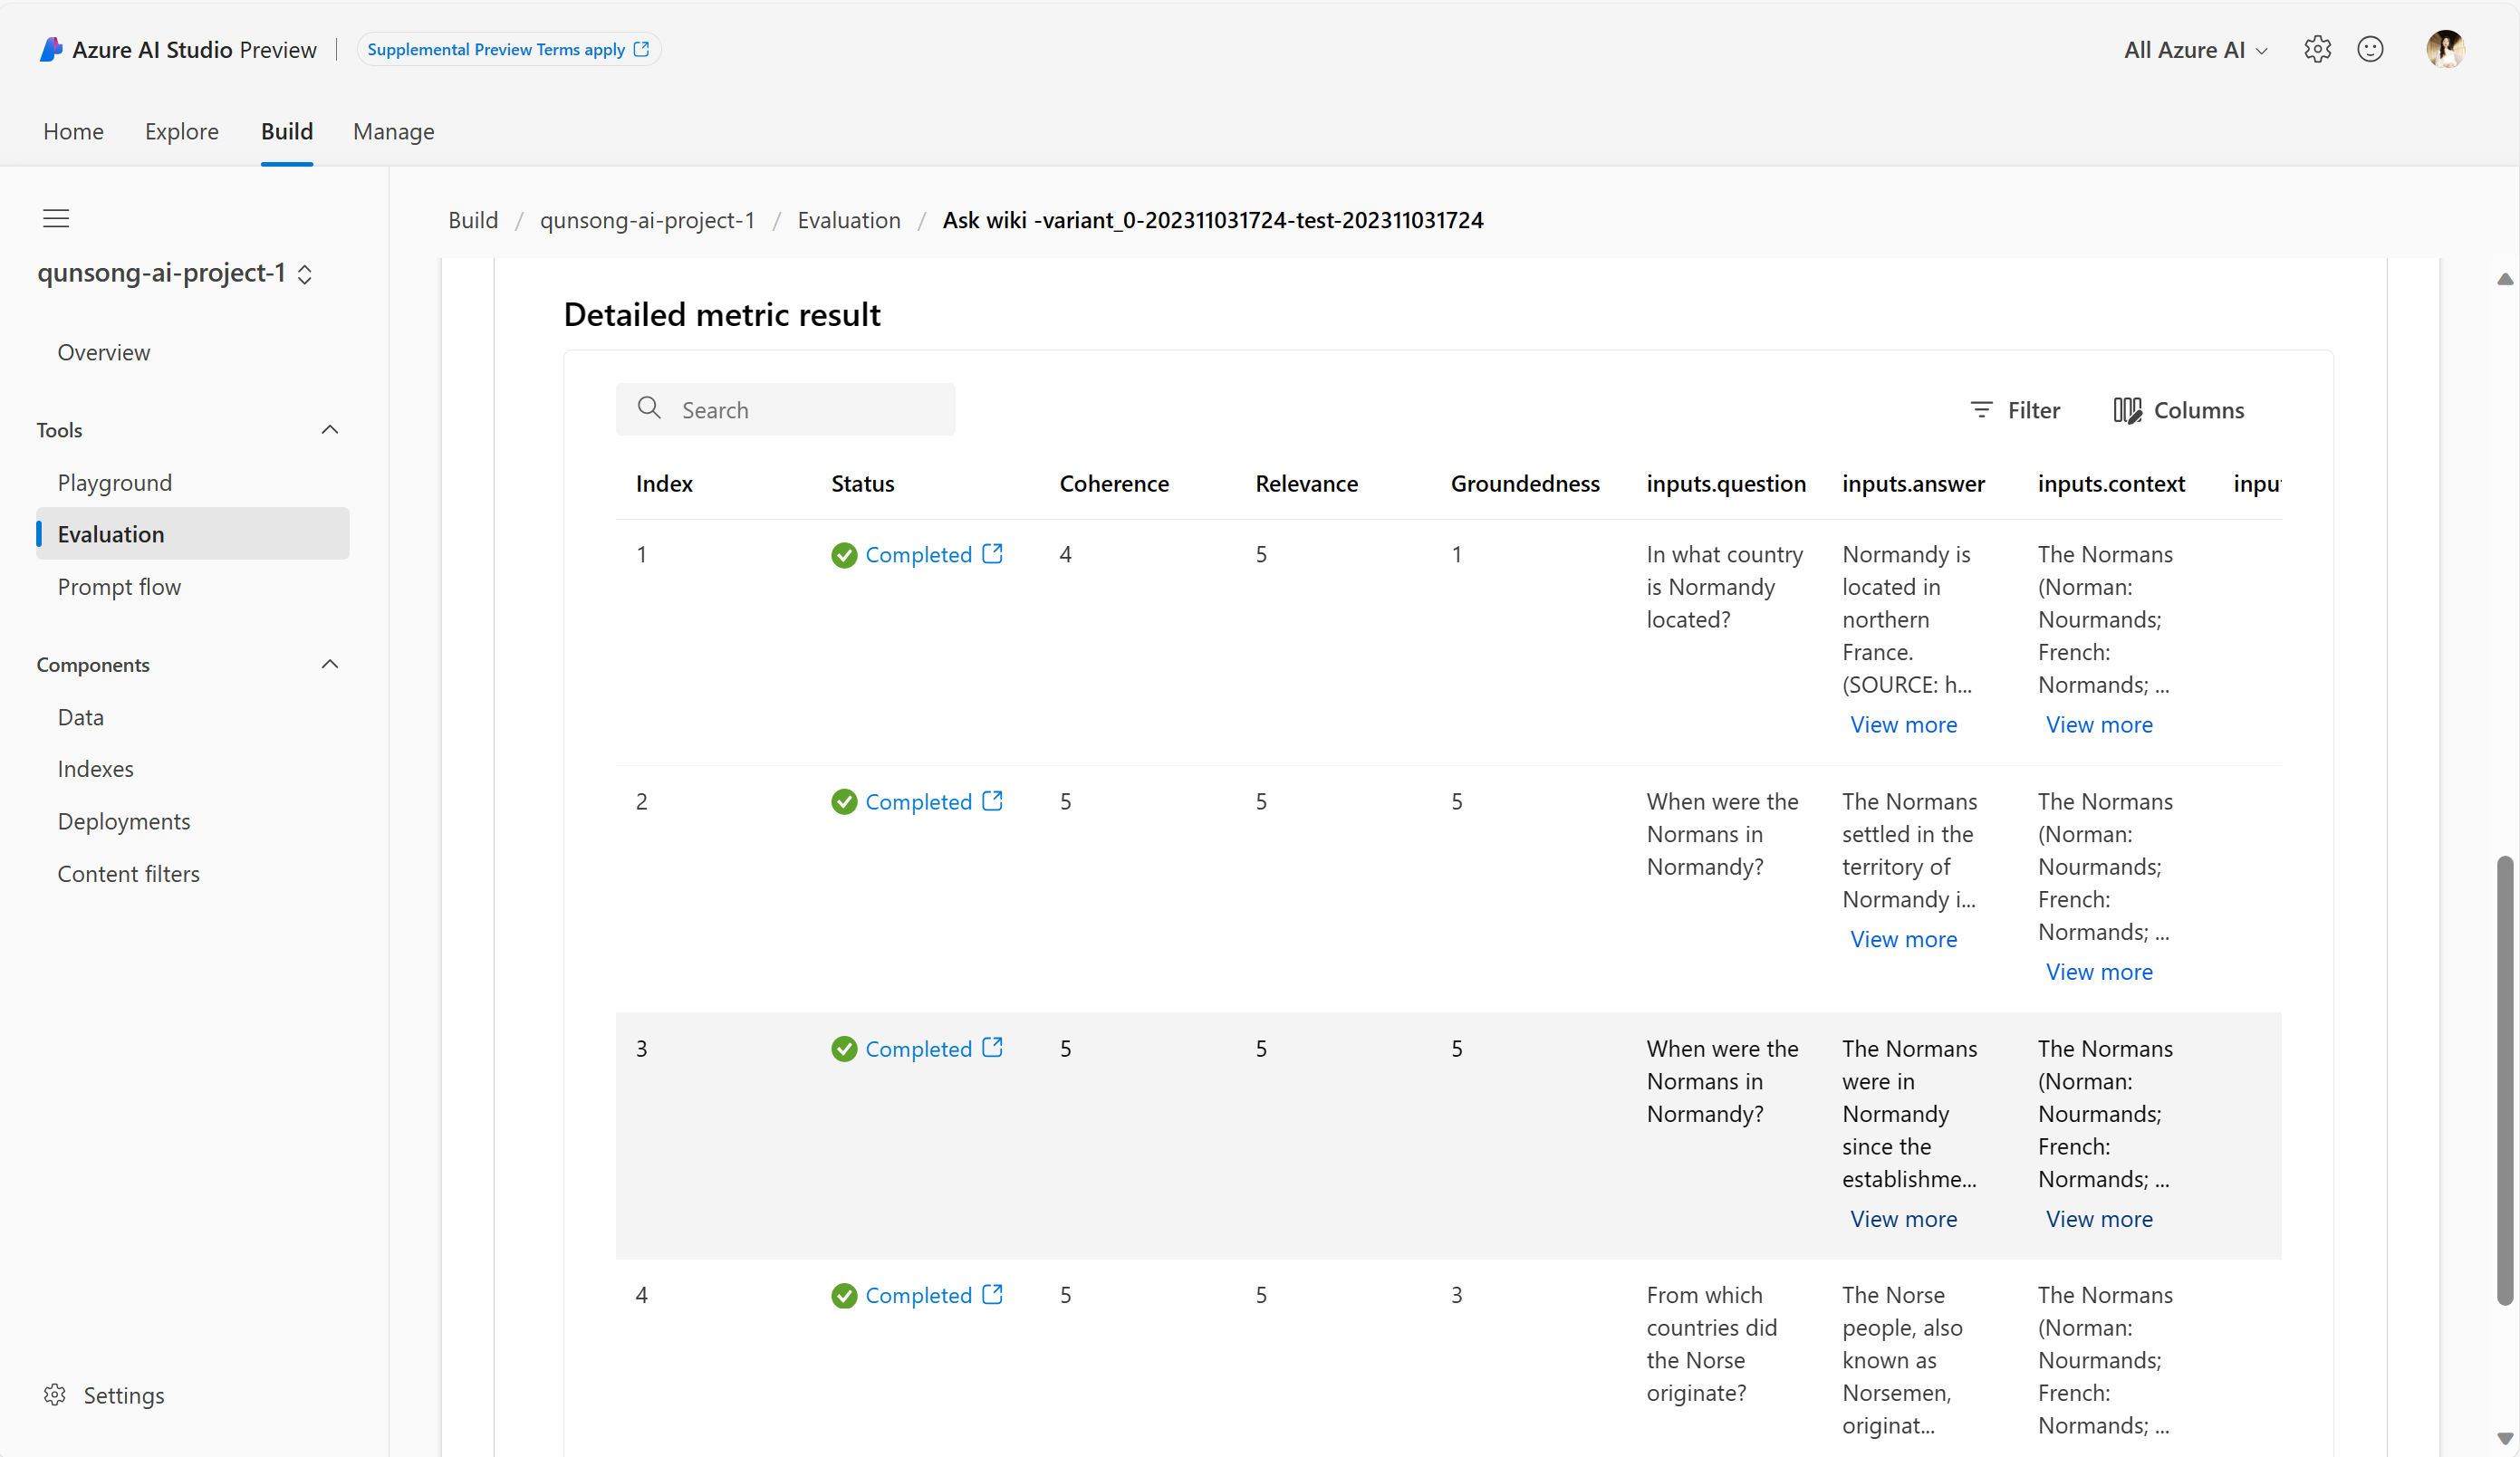 Azure AI Studio Preview
Supplemental Preview Terms apply
All Azure AI
Home Explore Build Manage
Build / qunsong-ai-project-1 / Evaluation / Ask wiki -variant_0-202311031724-test-202311031724
qunsong-ai-project-1
Overview
Tools
Playground
Evaluation
Prompt flow
Components
Data
Indexes
Deployments
Content filters
Settings
Detailed metric result
Search
Filter
Columns
Index Status Coherence Relevance Groundedness inputs.question inputs.answer inputs.context inpu
1 Completed 4 5 1
In what country
is Normandy
located?
Normandy is
located in
northern
France.
(SOURCE: h...
View more
The Normans
(Norman:
Nourmands;
French:
Normands; ...
View more
2 Completed 5 5 5
When were the
Normans in
Normandy?
The Normans
settled in the
territory of
Normandy i...
View more
The Normans
(Norman:
Nourmands;
French:
Normands; ...
View more
3 Completed 5 5 5
When were the
Normans in
Normandy?
The Normans
were in
Normandy
since the
establishme...
View more
The Normans
(Norman:
Nourmands;
French:
Normands; ...
View more
4 Completed 5 5 3
From which
countries did
the Norse
originate?
The Norse
people, also
known as
Norsemen,
originat...
The Normans
(Norman:
Nourmands;
French:
Normands; ...